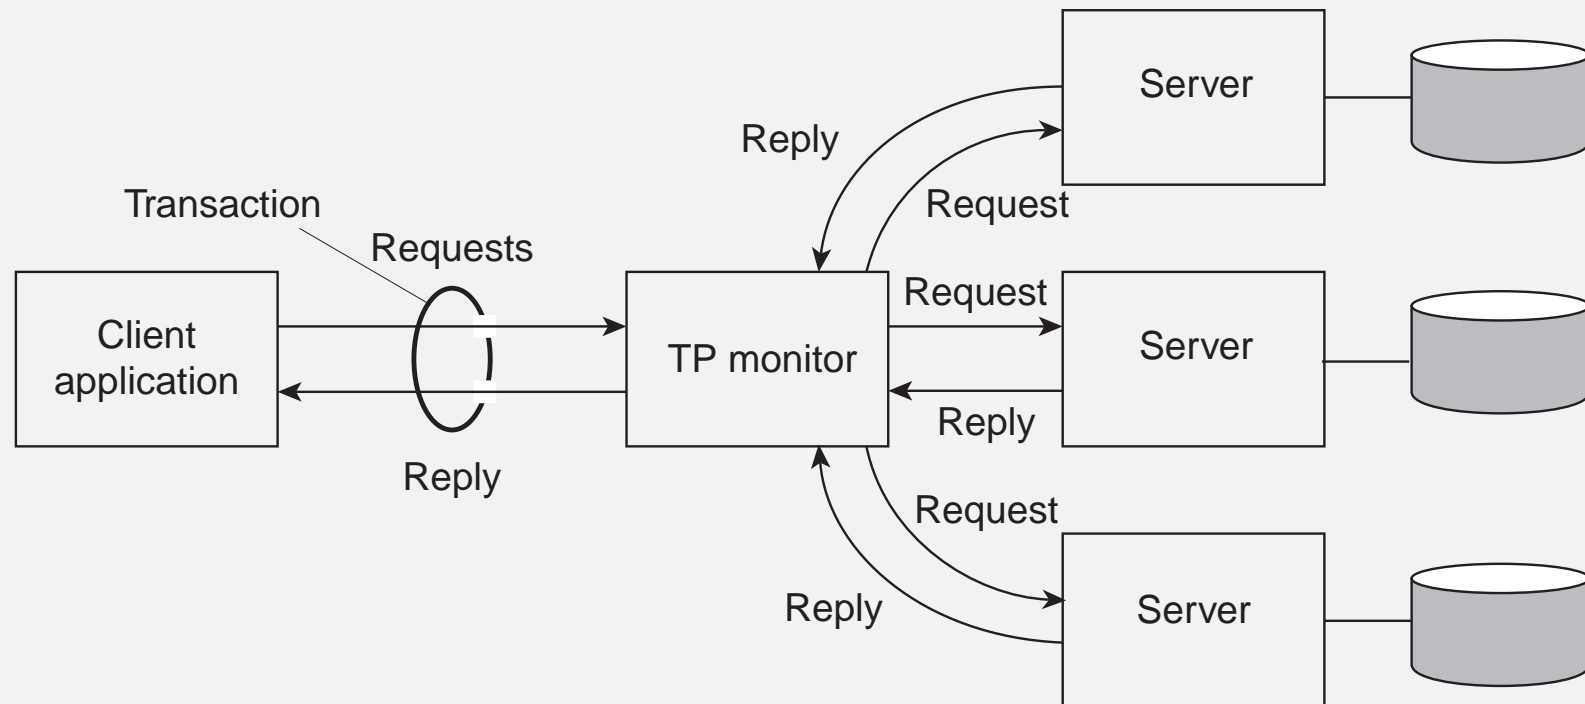 Server
Reply
Transaction
Request
Requests
Request
Client
application
TP monitor
Server
Reply
Reply
Request
Reply
Server